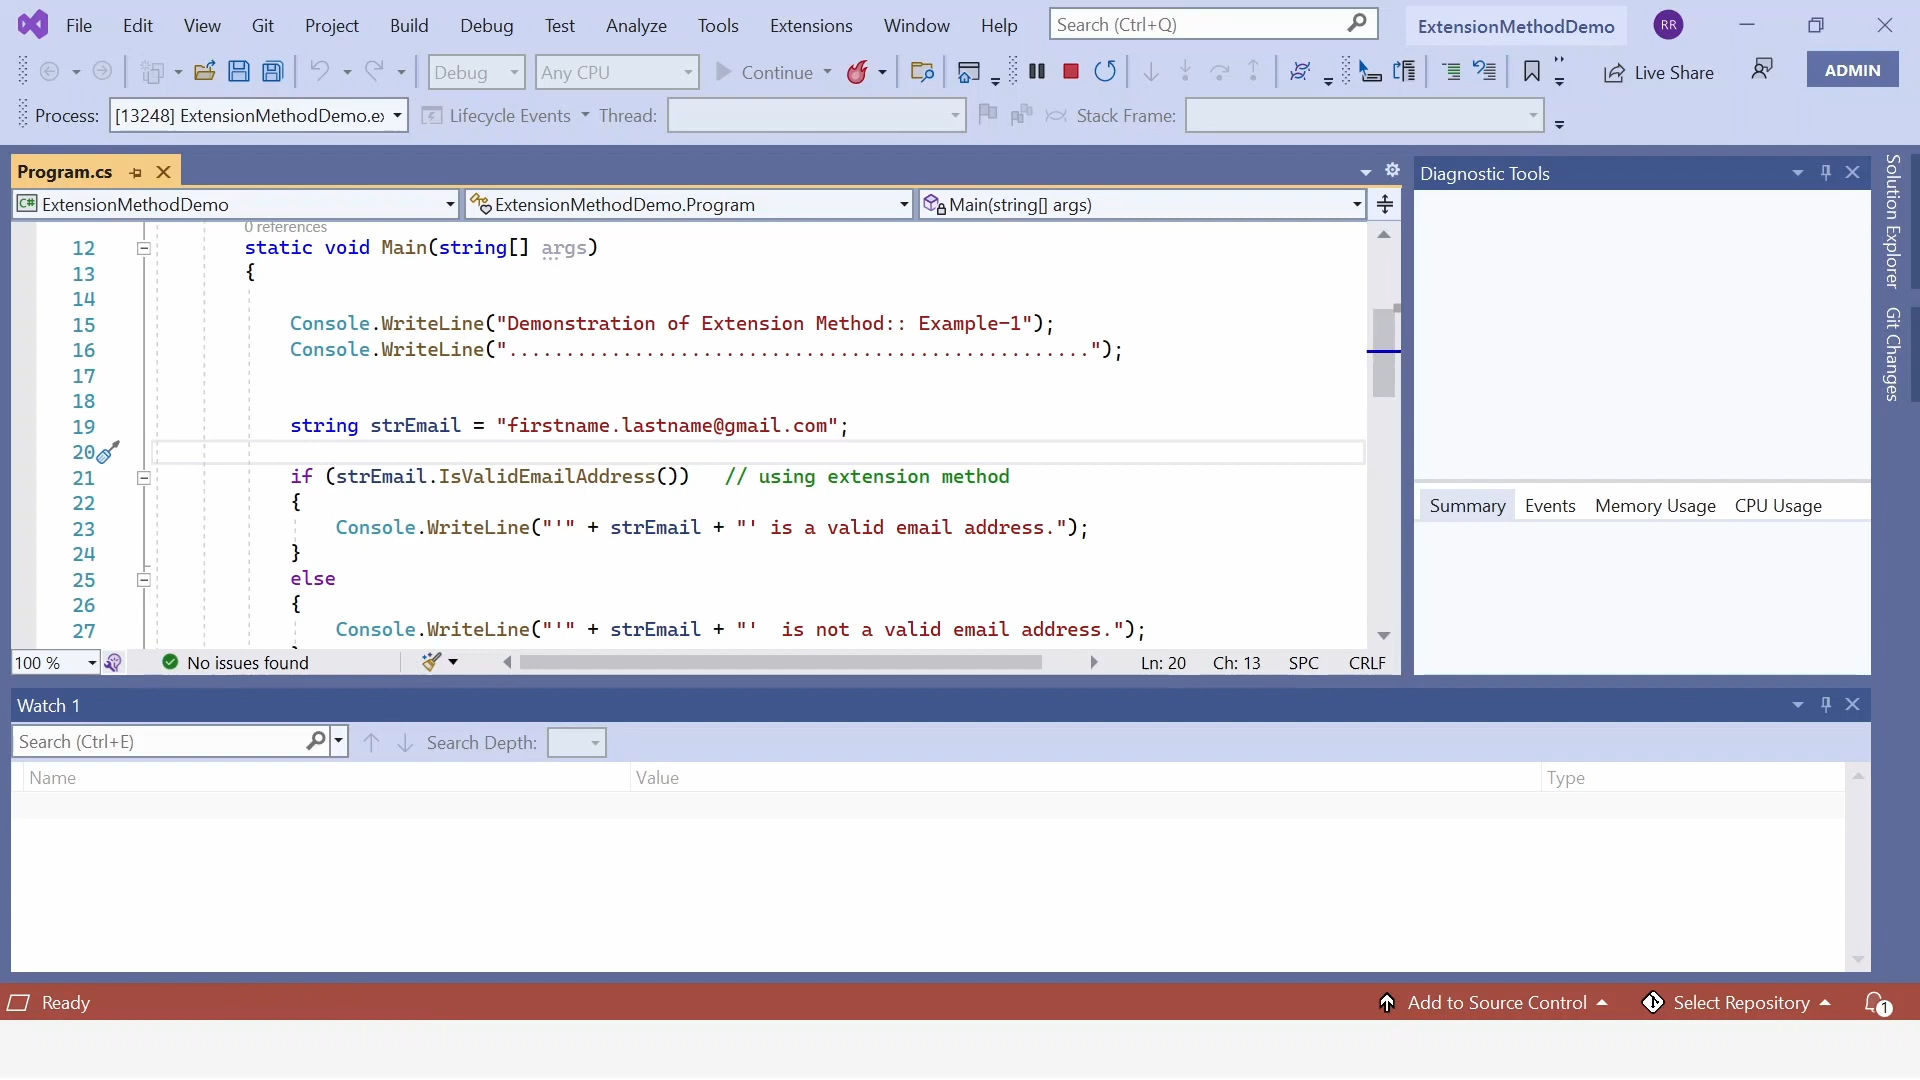 File Edit View Git Project Build Debug Test Analyze Tools Extensions Window Help Search (Ctrl+Q) ExtensionMethodDemo RR
Debug Any CPU Continue Live Share ADMIN
Process: [13248] ExtensionMethodDemo.ex Lifecycle Events Thread: Stack Frame:
Program.cs
C# ExtensionMethodDemo ExtensionMethodDemo.Program Main(string[] args)
0 references
12 static void Main(string[] args)
13 {
14
15 Console.WriteLine("Demonstration of Extension Method:: Example-1");
16 Console.WriteLine("...................................................");
17
18
19 string strEmail = "firstname.lastname@gmail.com";
20
21 if (strEmail.IsValidEmailAddress()) // using extension method
22 {
23 Console.WriteLine("'" + strEmail + "' is a valid email address.");
24 }
25 else
26 {
27 Console.WriteLine("'" + strEmail + "'  is not a valid email address.");
100 % No issues found Ln: 20 Ch: 13 SPC CRLF
Diagnostic Tools
Summary Events Memory Usage CPU Usage
Solution Explorer
Git Changes
Watch 1
Search (Ctrl+E) Search Depth:
Name Value Type
Ready Add to Source Control Select Repository 1